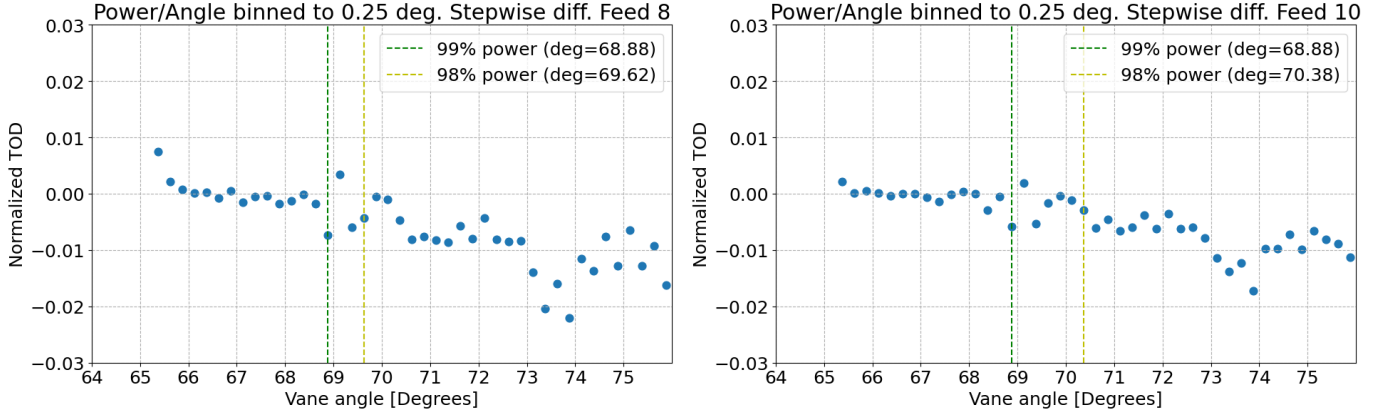 Power/Angle binned to 0.25 deg. Stepwise diff. Feed 8
99% power (deg=68.88)
98% power (deg=69.62)
Normalized TOD
0.03
0.02
0.01
0.00
−0.01
−0.02
−0.03
64 65 66 67 68 69 70 71 72 73 74 75
Vane angle [Degrees]
Power/Angle binned to 0.25 deg. Stepwise diff. Feed 10
99% power (deg=68.88)
98% power (deg=70.38)
Normalized TOD
0.03
0.02
0.01
0.00
−0.01
−0.02
−0.03
64 65 66 67 68 69 70 71 72 73 74 75
Vane angle [Degrees]